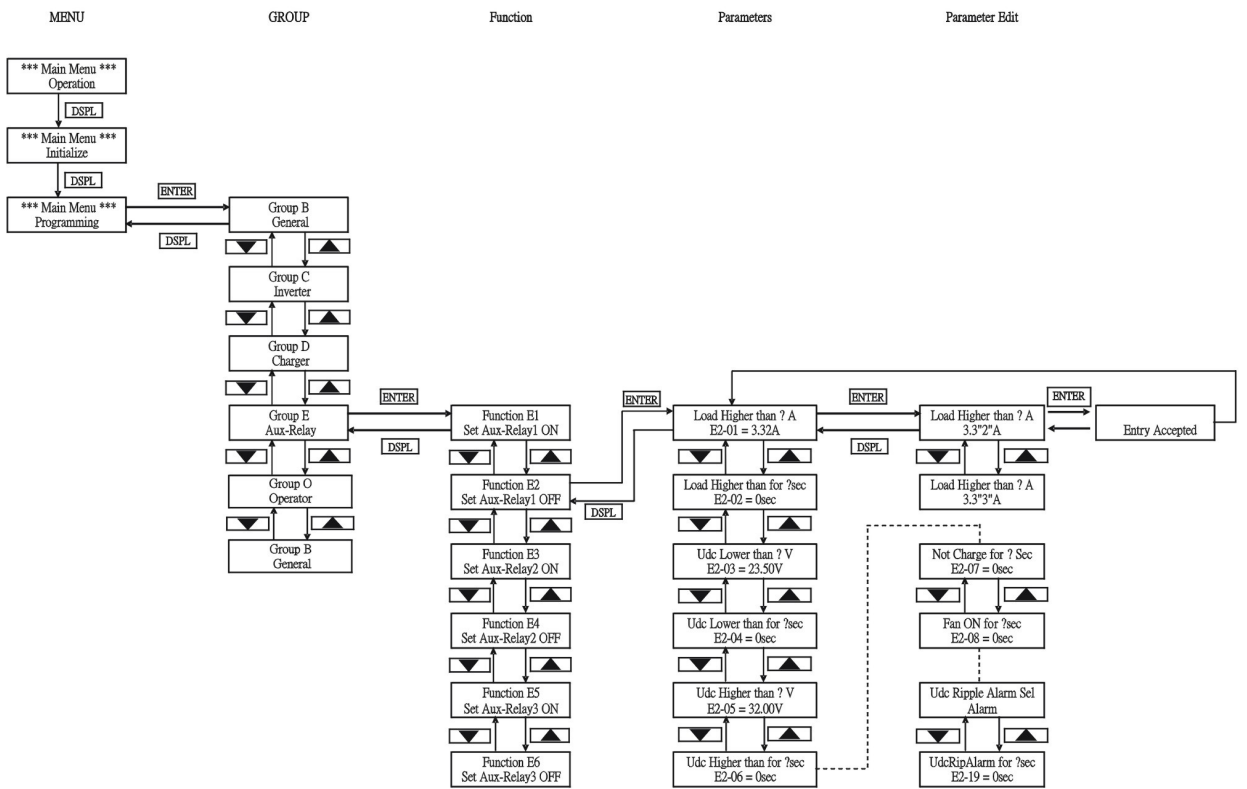 MENU
GROUP
Function
Parameters
Parameter Edit
*** Main Menu ***
Operation
DSPL
*** Main Menu ***
Initialize
DSPL
*** Main Menu ***
Programming
ENTER
DSPL
Group B
General
Group C
Inverter
Group D
Charger
Group E
Aux-Relay
Group O
Operator
Group B
General
ENTER
DSPL
Function E1
Set Aux-Relay1 ON
Function E2
Set Aux-Relay1 OFF
Function E3
Set Aux-Relay2 ON
Function E4
Set Aux-Relay2 OFF
Function E5
Set Aux-Relay3 ON
Function E6
Set Aux-Relay3 OFF
ENTER
DSPL
Load Higher than ? A
E2-01 = 3.32A
Load Higher than for ?sec
E2-02 = 0sec
Udc Lower than ? V
E2-03 = 23.50V
Udc Lower than for ?sec
E2-04 = 0sec
Udc Higher than ? V
E2-05 = 32.00V
Udc Higher than for ?sec
E2-06 = 0sec
ENTER
DSPL
Load Higher than ? A
3.3"2"A
Load Higher than ? A
3.3"3"A
Not Charge for ? Sec
E2-07 = 0sec
Fan ON for ?sec
E2-08 = 0sec
Udc Ripple Alarm Sel
Alarm
UdcRipAlarm for ?sec
E2-19 = 0sec
ENTER
Entry Accepted